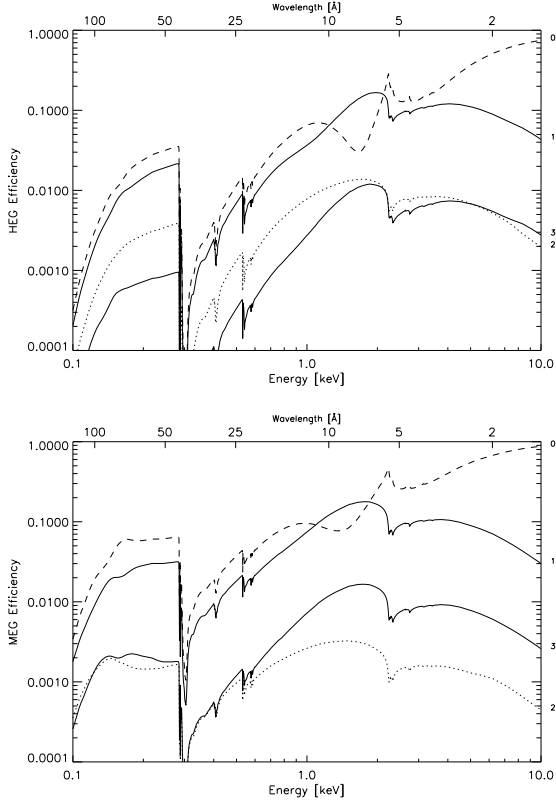 Wavelength [Å]
100 50 25 10 5 2
1.0000 0
0.1000
1
0.0100
3
2
0.0010
0.0001
HEG Efficiency
0.1 1.0 10.0
Energy [keV]
Wavelength [Å]
100 50 25 10 5 2
1.0000 0
0.1000
1
0.0100
3
0.0010
2
0.0001
MEG Efficiency
0.1 1.0 10.0
Energy [keV]